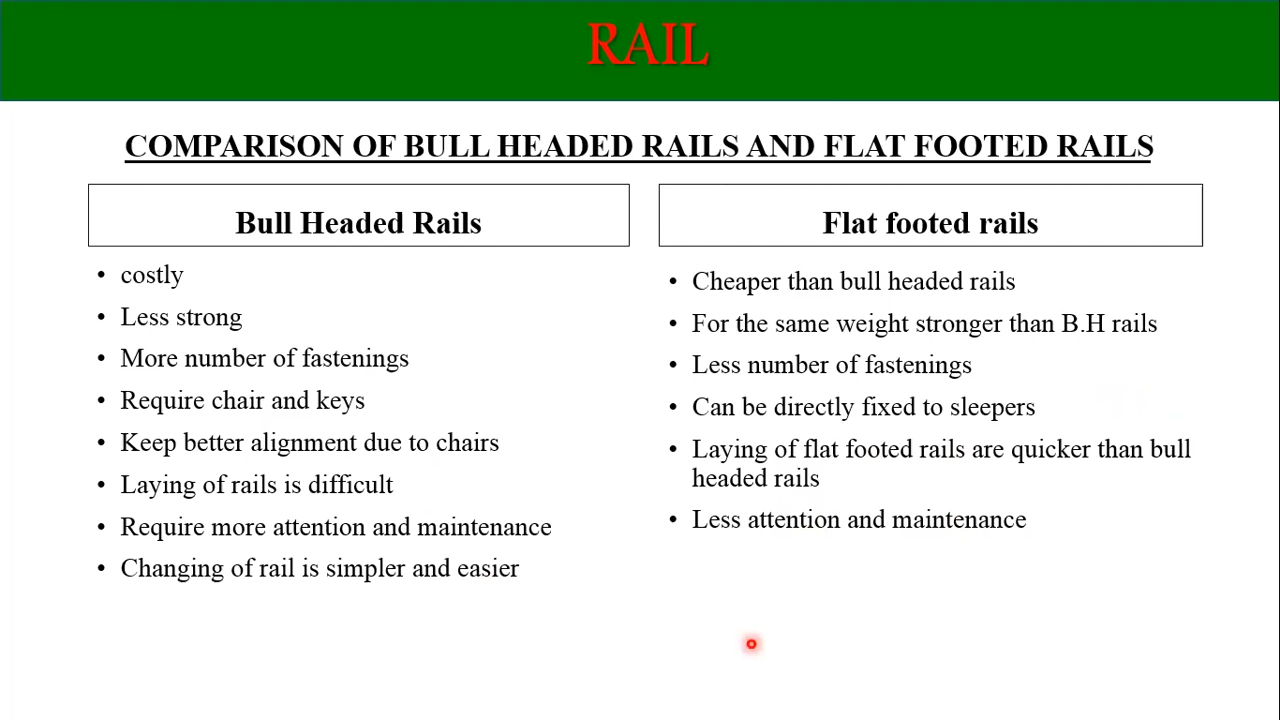 RAIL
COMPARISON OF BULL HEADED RAILS AND FLAT FOOTED RAILS
Bull Headed Rails
• costly
• Less strong
• More number of fastenings
• Require chair and keys
• Keep better alignment due to chairs
• Laying of rails is difficult
• Require more attention and maintenance
• Changing of rail is simpler and easier
Flat footed rails
• Cheaper than bull headed rails
• For the same weight stronger than B.H rails
• Less number of fastenings
• Can be directly fixed to sleepers
• Laying of flat footed rails are quicker than bull
headed rails
• Less attention and maintenance